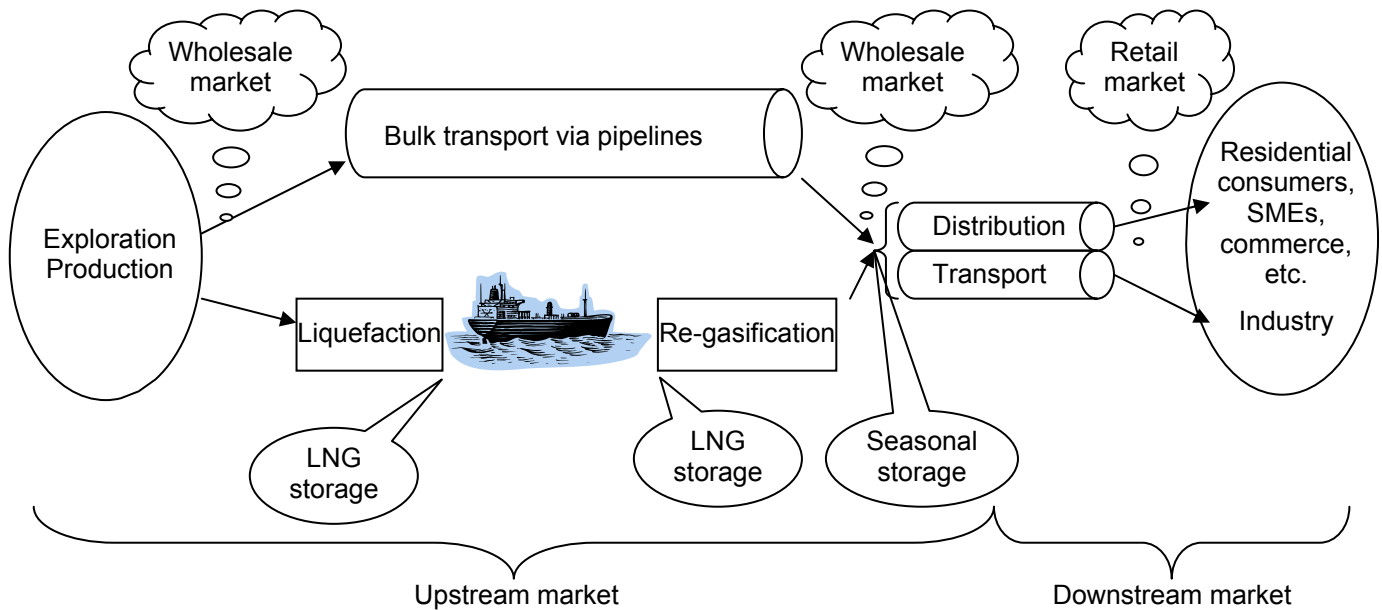 Wholesale
market
Wholesale
market
Retail
market
Bulk transport via pipelines
Exploration
Production
Residential
consumers,
SMEs,
commerce,
etc.
Industry
Distribution
Transport
Liquefaction
Re-gasification
LNG
storage
LNG
storage
Seasonal
storage
Upstream market
Downstream market